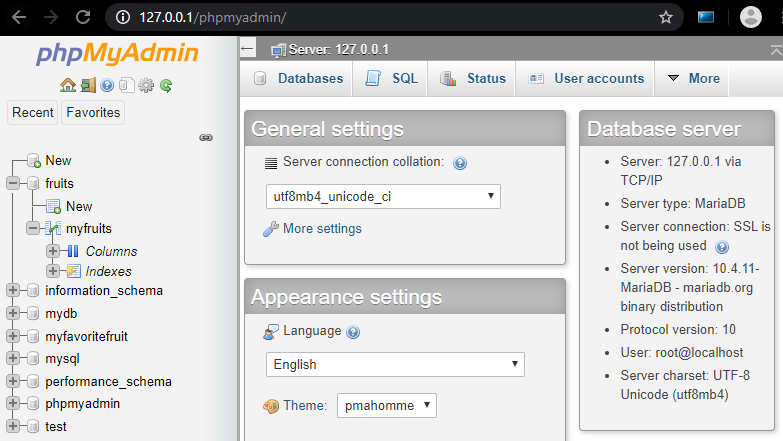 127.0.0.1/phpmyadmin/
phpMyAdmin
Recent Favorites
New
fruits
New
myfruits
Columns
Indexes
information_schema
mydb
myfavoritefruit
mysql
performance_schema
phpmyadmin
test
Server: 127.0.0.1
Databases SQL Status User accounts More
General settings
Server connection collation:
utf8mb4_unicode_ci
More settings
Appearance settings
Language
English
Theme: pmahomme
Database server
• Server: 127.0.0.1 via
TCP/IP
• Server type: MariaDB
• Server connection: SSL is
not being used
• Server version: 10.4.11-
MariaDB - mariadb.org
binary distribution
• Protocol version: 10
• User: root@localhost
• Server charset: UTF-8
Unicode (utf8mb4)